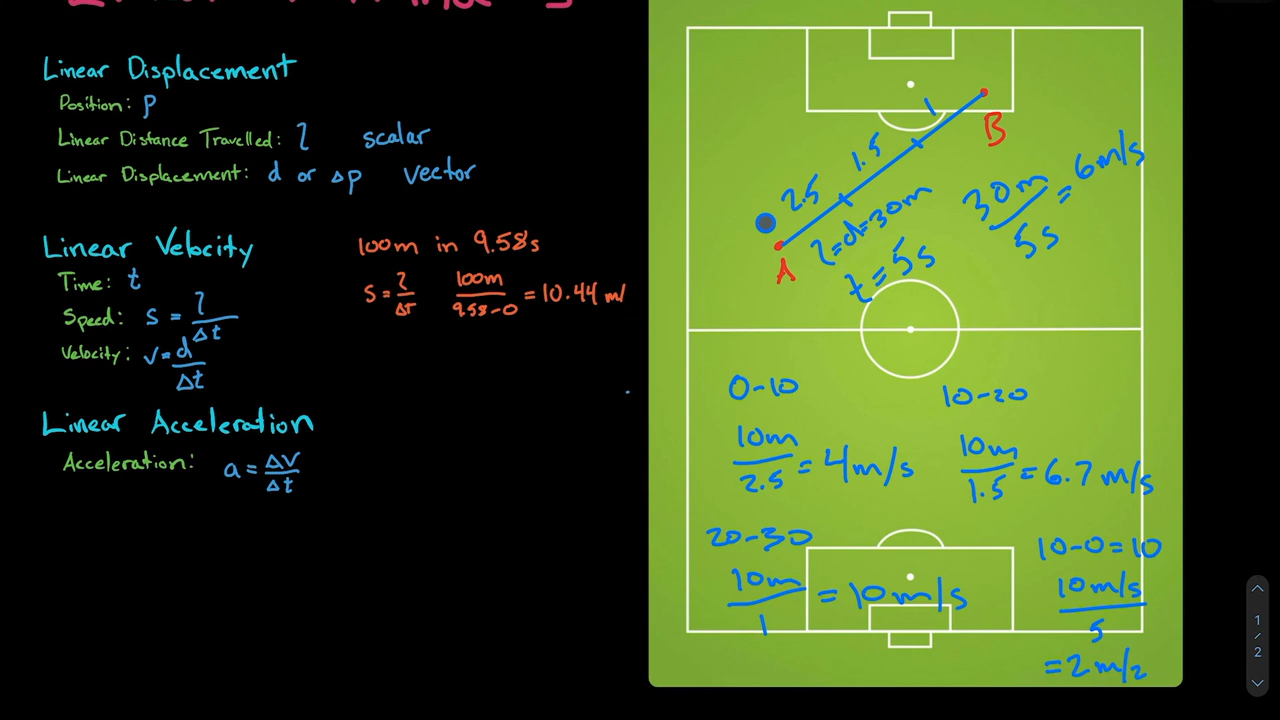 Linear Displacement
Position: p
Linear Distance Travelled: l scalar
Linear Displacement: d or Δp vector
Linear Velocity
Time: t
Speed: s = l/Δt
Velocity: v = d/Δt
100m in 9.58s
s = l/Δt 100m/9.58-0 = 10.44 m/
Linear Acceleration
Acceleration: a = Δv/Δt
A
B
2.5
1.5
1
l=d=30m
t=5s
30m/5s = 6m/s
0-10
10m/2.5 = 4m/s
10-20
10m/1.5 = 6.7 m/s
20-30
10m/1 = 10m/s
10-0=10
10m/s/5
=2m/2
1
/
2